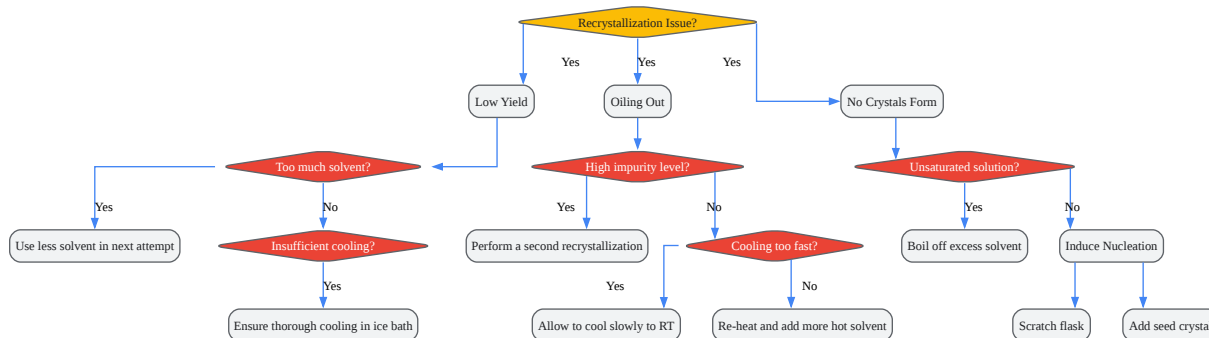 Recrystallization Issue?
Yes
Yes
Yes
Low Yield
Oiling Out
No Crystals Form
Too much solvent?
High impurity level?
Unsaturated solution?
Yes
No
Yes
No
Yes
No
Use less solvent in next attempt
Insufficient cooling?
Perform a second recrystallization
Cooling too fast?
Boil off excess solvent
Induce Nucleation
Yes
Yes
No
Ensure thorough cooling in ice bath
Allow to cool slowly to RT
Re-heat and add more hot solvent
Scratch flask
Add seed crysta